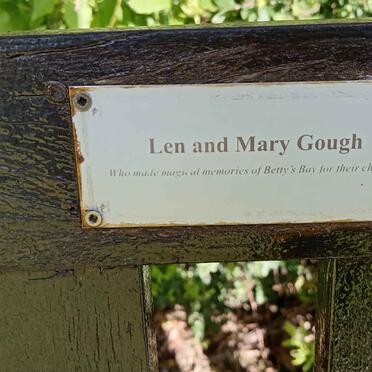 Len and Mary Gough
Who made magical memories of Betty's Bay for their